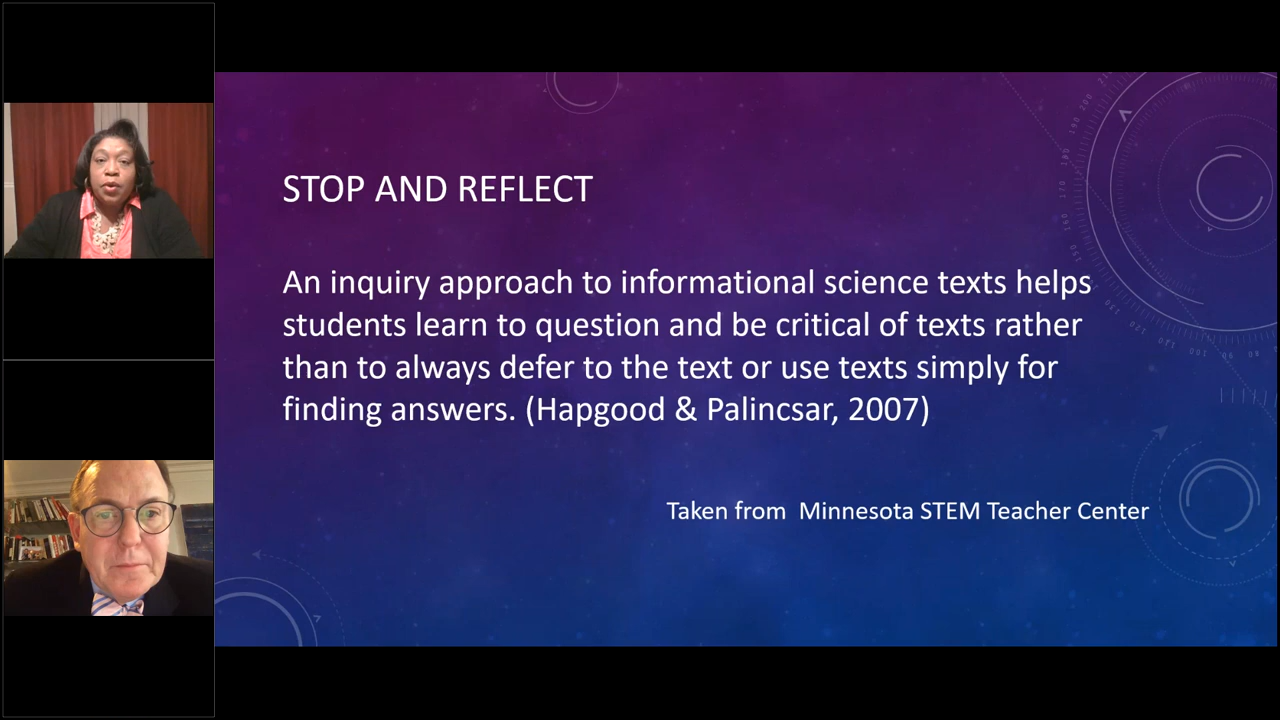 STOP AND REFLECT
An inquiry approach to informational science texts helps
students learn to question and be critical of texts rather
than to always defer to the text or use texts simply for
finding answers. (Hapgood & Palincsar, 2007)
Taken from  Minnesota STEM Teacher Center